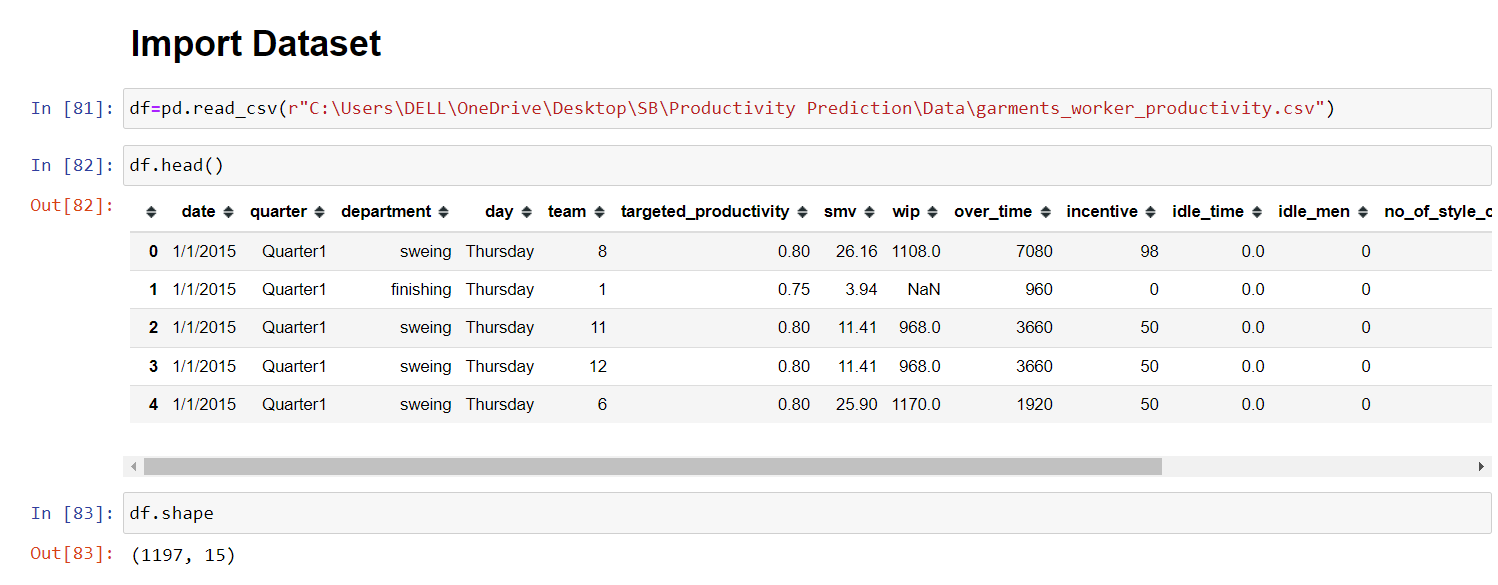 Import Dataset
In [81]: df=pd.read_csv(r"C:\Users\DELL\OneDrive\Desktop\SB\Productivity Prediction\Data\garments_worker_productivity.csv")
In [82]: df.head()
Out[82]:
date quarter department day team targeted_productivity smv wip over_time incentive idle_time idle_men no_of_style_c
0 1/1/2015 Quarter1 sweing Thursday 8 0.80 26.16 1108.0 7080 98 0.0 0
1 1/1/2015 Quarter1 finishing Thursday 1 0.75 3.94 NaN 960 0 0.0 0
2 1/1/2015 Quarter1 sweing Thursday 11 0.80 11.41 968.0 3660 50 0.0 0
3 1/1/2015 Quarter1 sweing Thursday 12 0.80 11.41 968.0 3660 50 0.0 0
4 1/1/2015 Quarter1 sweing Thursday 6 0.80 25.90 1170.0 1920 50 0.0 0
In [83]: df.shape
Out[83]: (1197, 15)